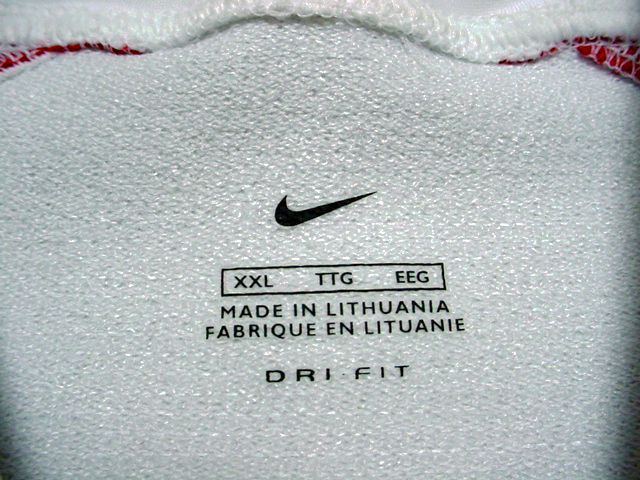 XXL TTG EEG
MADE IN LITHUANIA
FABRIQUE EN LITUANIE
DRI·FIT